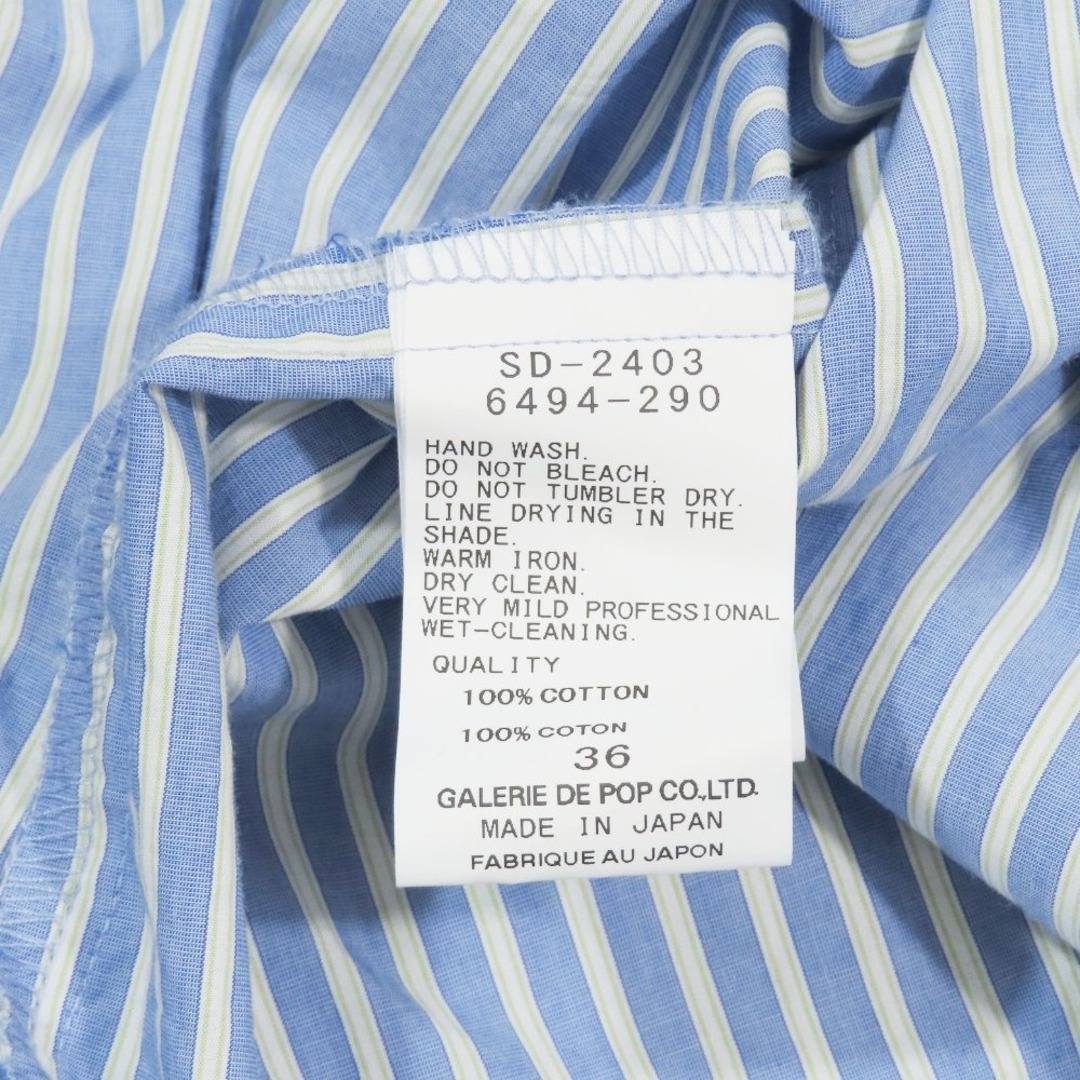 SD-2403
6494-290
HAND WASH.
DO NOT BLEACH.
DO NOT TUMBLER DRY.
LINE DRYING IN THE
SHADE.
WARM IRON.
DRY CLEAN.
VERY MILD PROFESSIONAL
WET-CLEANING.
QUALITY
100% COTTON
100% COTON
36
GALERIE DE POP CO.,LTD.
MADE IN JAPAN
FABRIQUE AU JAPON